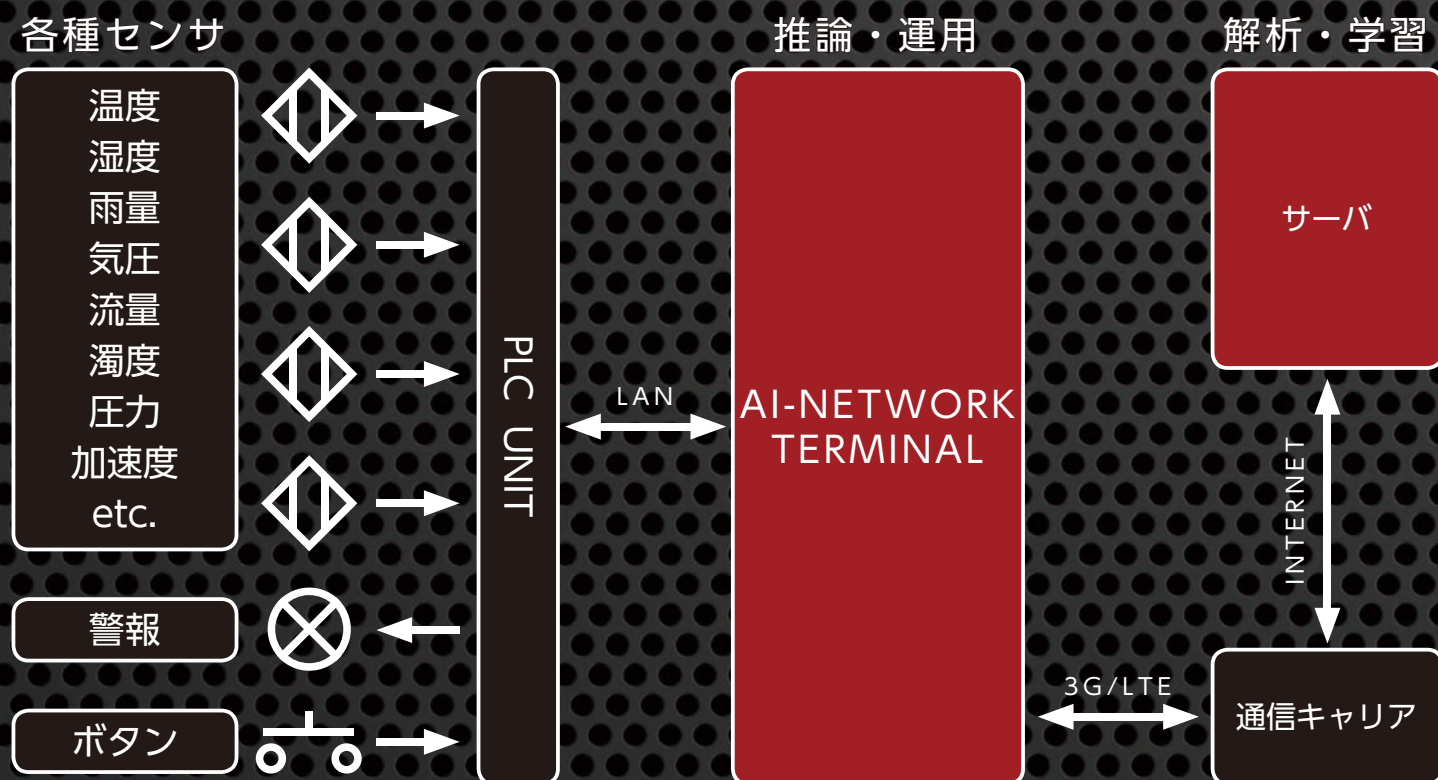 各種センサ
温度
湿度
雨量
気圧
流量
濁度
圧力
加速度
etc.
警報
ボタン
PLC UNIT
LAN
推論・運用
AI-NETWORK
TERMINAL
3G/LTE
解析・学習
サーバ
INTERNET
通信キャリア